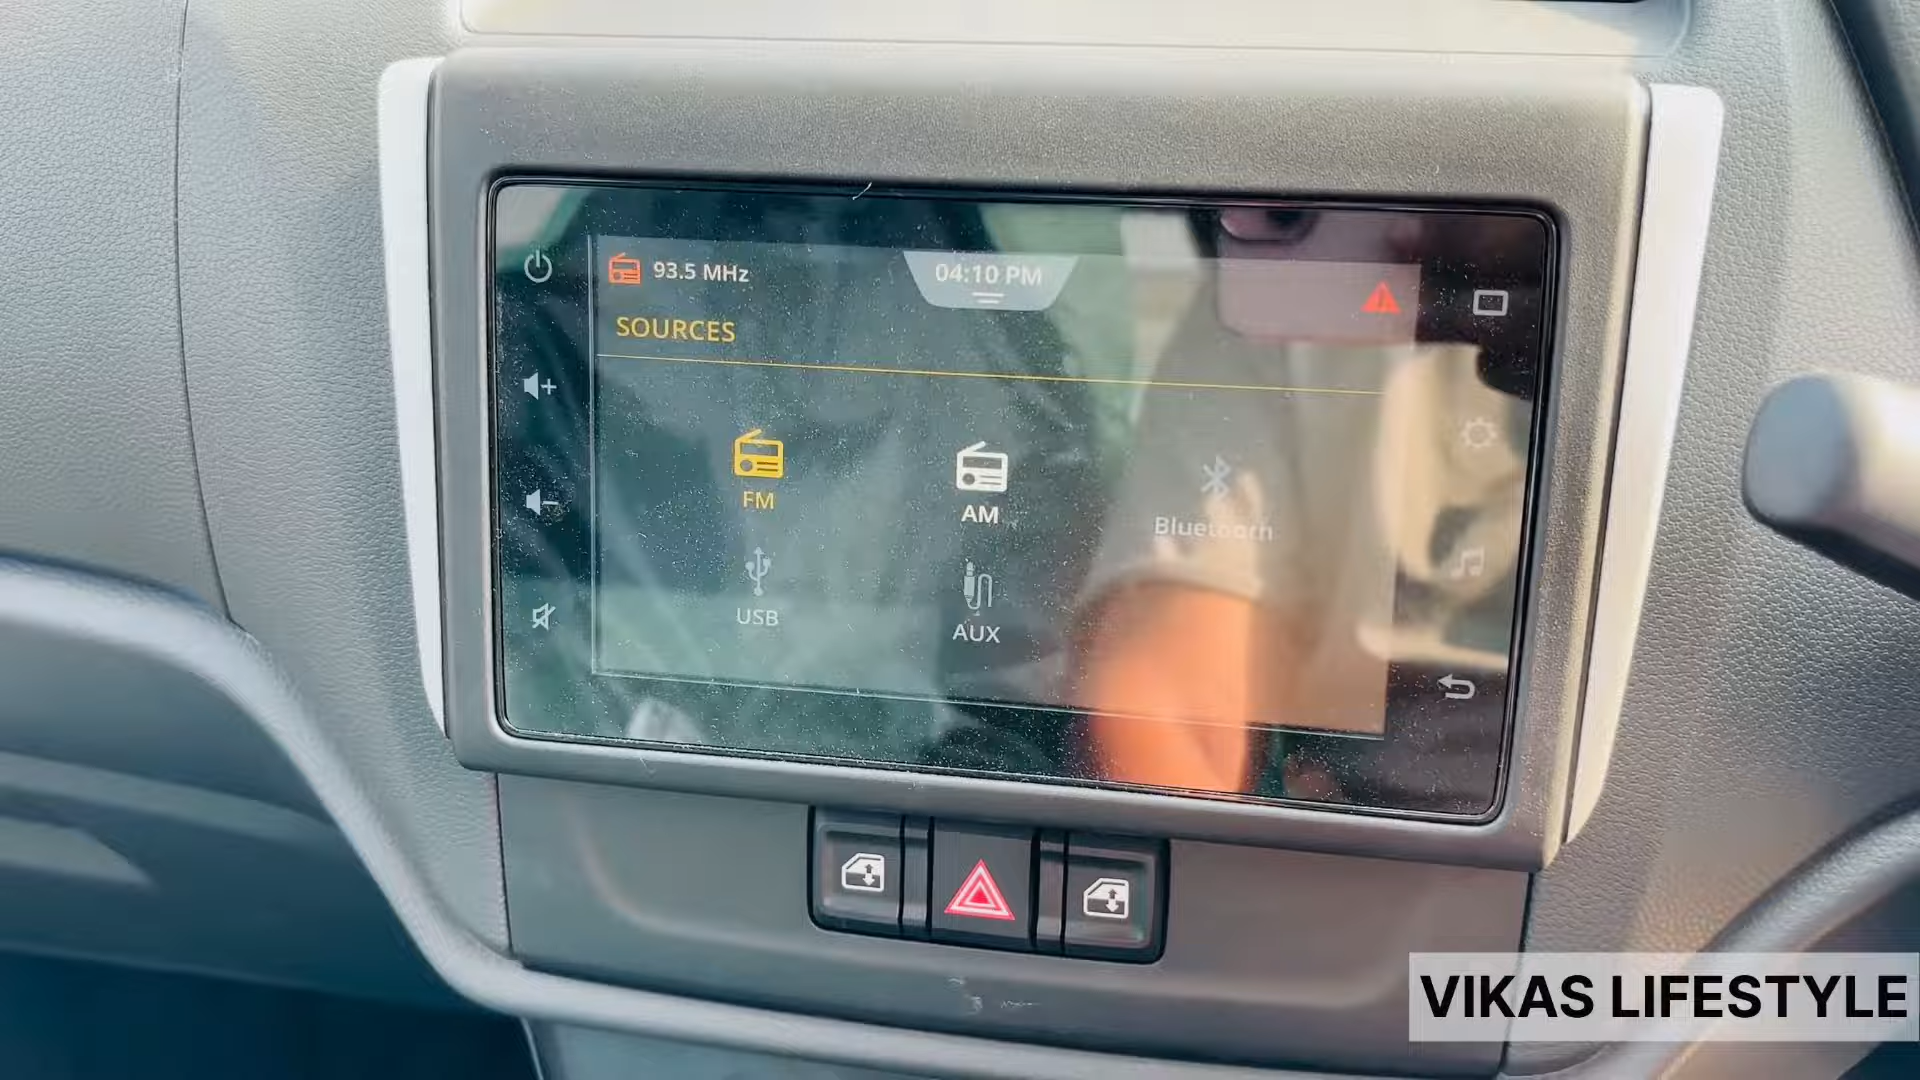 93.5 MHz
04:10 PM
SOURCES
FM
AM
Bluetooth
USB
AUX
VIKAS LIFESTYLE